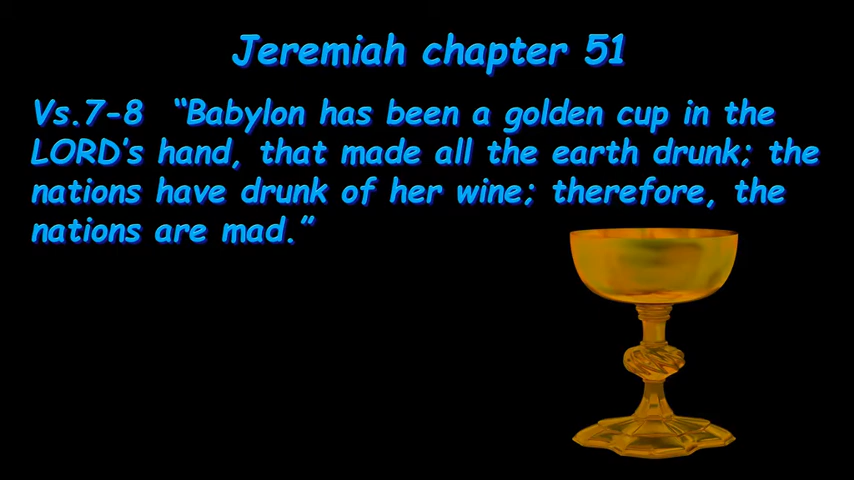 Jeremiah chapter 51
Vs.7-8 “Babylon has been a golden cup in the
LORD's hand, that made all the earth drunk; the
nations have drunk of her wine; therefore, the
nations are mad.”